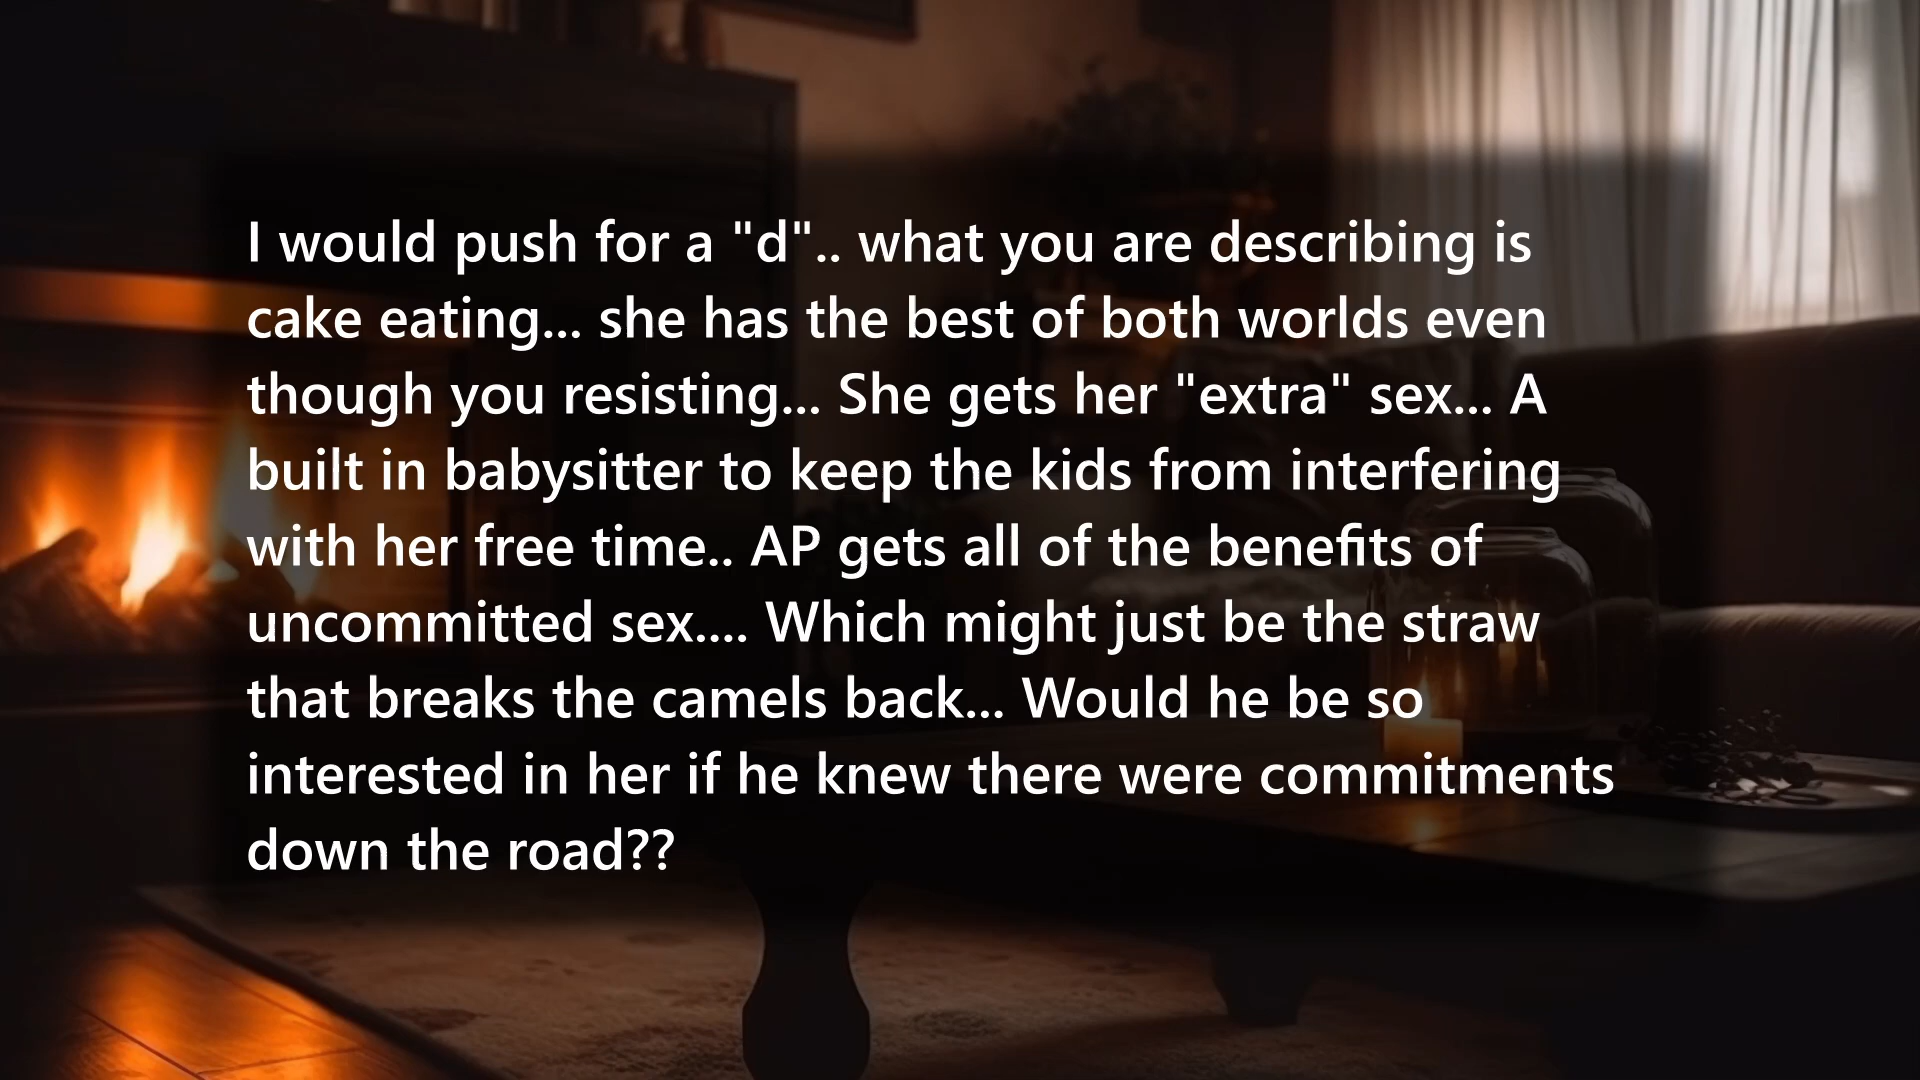 I would push for a "d".. what you are describing is
cake eating... she has the best of both worlds even
though you resisting... She gets her "extra" sex... A
built in babysitter to keep the kids from interfering
with her free time.. AP gets all of the benefits of
uncommitted sex.... Which might just be the straw
that breaks the camels back... Would he be so
interested in her if he knew there were commitments
down the road??